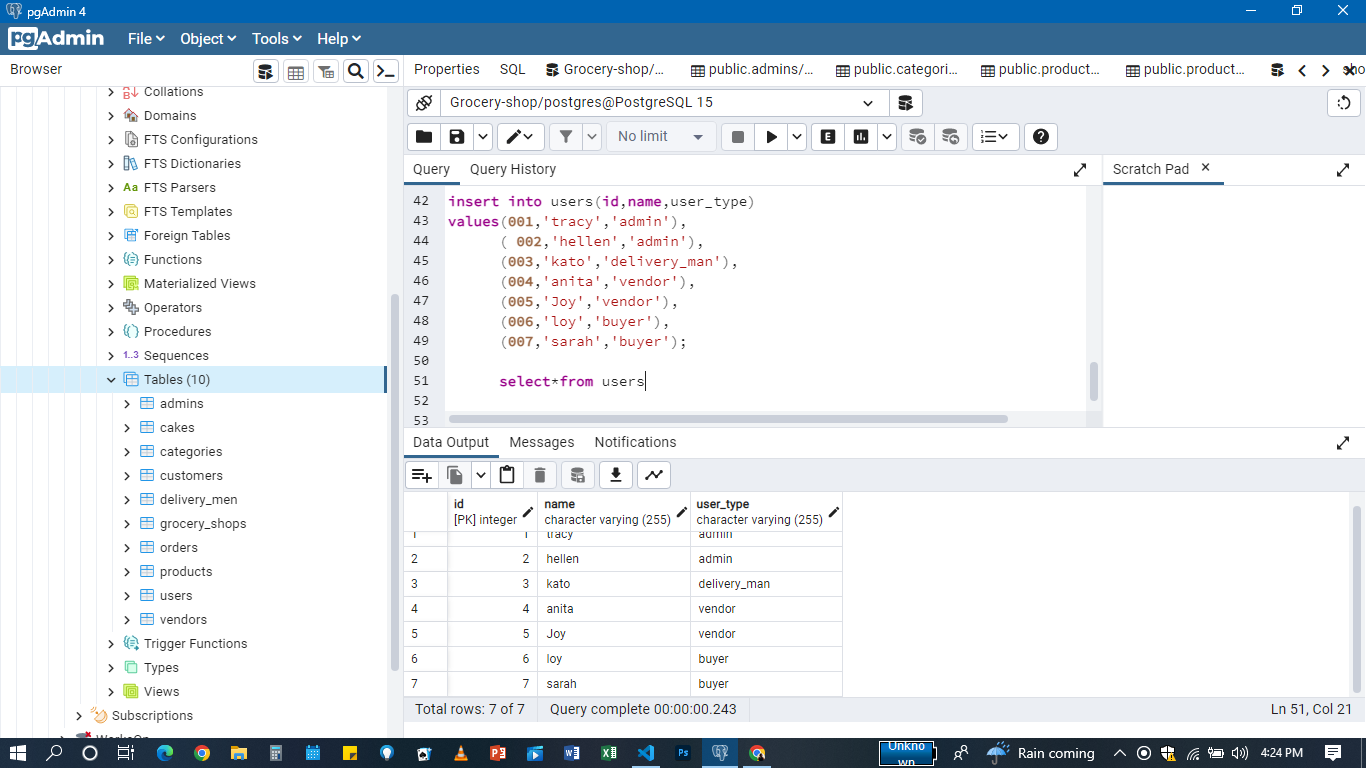 pgAdmin 4
pgAdmin File Object Tools Help
Browser
Properties SQL Grocery-shop/... public.admins/... public.categori... public.product... public.product...
Collations
Domains
FTS Configurations
FTS Dictionaries
Aa FTS Parsers
FTS Templates
Foreign Tables
Functions
Materialized Views
Operators
Procedures
1..3 Sequences
Tables (10)
admins
cakes
categories
customers
delivery_men
grocery_shops
orders
products
users
vendors
Trigger Functions
Types
Views
Subscriptions
Grocery-shop/postgres@PostgreSQL 15
No limit
E
Query Query History
Scratch Pad
42 insert into users(id,name,user_type)
43 values(001,'tracy','admin'),
44 ( 002,'hellen','admin'),
45 (003,'kato','delivery_man'),
46 (004,'anita','vendor'),
47 (005,'Joy','vendor'),
48 (006,'loy','buyer'),
49 (007,'sarah','buyer');
50
51 select*from users
52
53
Data Output Messages Notifications
id name user_type
[PK] integer character varying (255) character varying (255)
1 1 tracy admin
2 2 hellen admin
3 3 kato delivery_man
4 4 anita vendor
5 5 Joy vendor
6 6 loy buyer
7 7 sarah buyer
Total rows: 7 of 7 Query complete 00:00:00.243 Ln 51, Col 21
Unkno
wn
Rain coming
4:24 PM